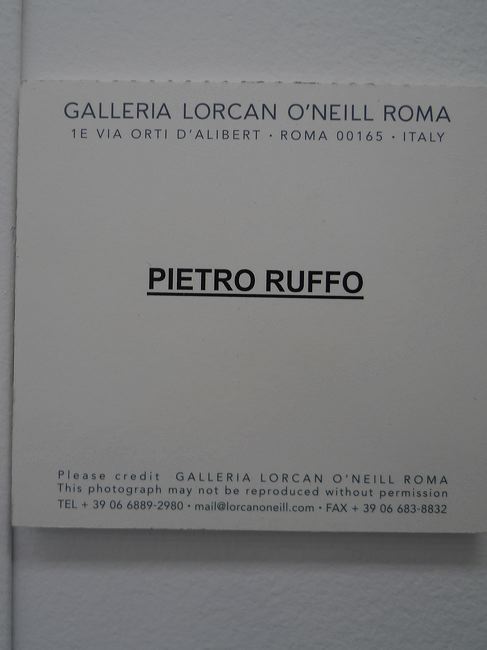 GALLERIA LORCAN O'NEILL ROMA
1E VIA ORTI D'ALIBERT · ROMA 00165 · ITALY
PIETRO RUFFO
Please credit GALLERIA LORCAN O'NEILL ROMA
This photograph may not be reproduced without permission
TEL + 39 06 6889-2980 · mail@lorcanoneill.com · FAX + 39 06 683-8832